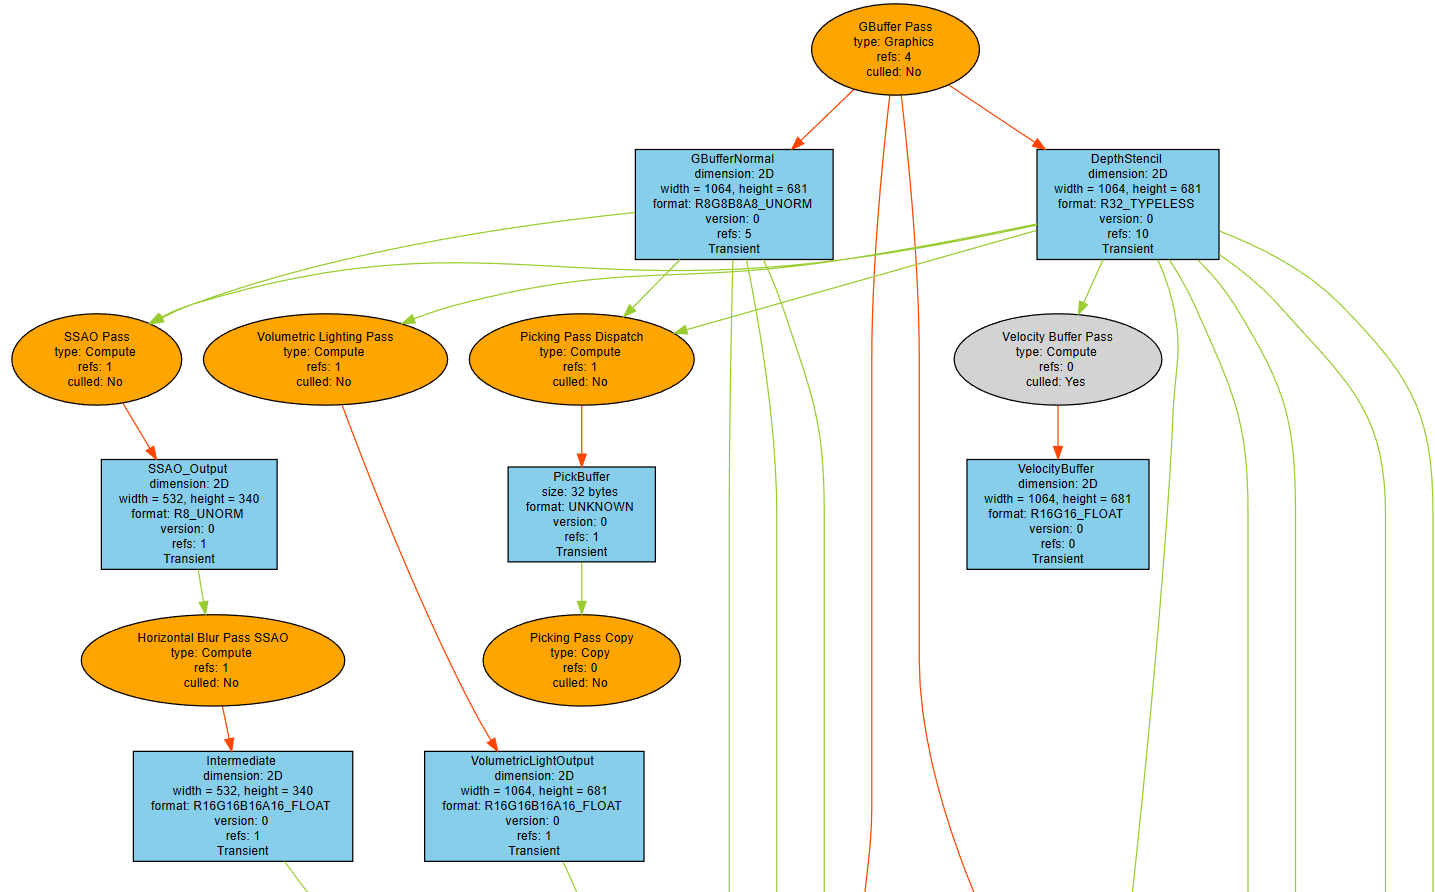 GBuffer Pass
type: Graphics
refs: 4
culled: No
GBufferNormal
dimension: 2D
width = 1064, height = 681
format: R8G8B8A8_UNORM
version: 0
refs: 5
Transient
DepthStencil
dimension: 2D
width = 1064, height = 681
format: R32_TYPELESS
version: 0
refs: 10
Transient
SSAO Pass
type: Compute
refs: 1
culled: No
Volumetric Lighting Pass
type: Compute
refs: 1
culled: No
Picking Pass Dispatch
type: Compute
refs: 1
culled: No
Velocity Buffer Pass
type: Compute
refs: 0
culled: Yes
SSAO_Output
dimension: 2D
width = 532, height = 340
format: R8_UNORM
version: 0
refs: 1
Transient
PickBuffer
size: 32 bytes
format: UNKNOWN
version: 0
refs: 1
Transient
VelocityBuffer
dimension: 2D
width = 1064, height = 681
format: R16G16_FLOAT
version: 0
refs: 0
Transient
Horizontal Blur Pass SSAO
type: Compute
refs: 1
culled: No
Picking Pass Copy
type: Copy
refs: 0
culled: No
Intermediate
dimension: 2D
width = 532, height = 340
format: R16G16B16A16_FLOAT
version: 0
refs: 1
Transient
VolumetricLightOutput
dimension: 2D
width = 1064, height = 681
format: R16G16B16A16_FLOAT
version: 0
refs: 1
Transient